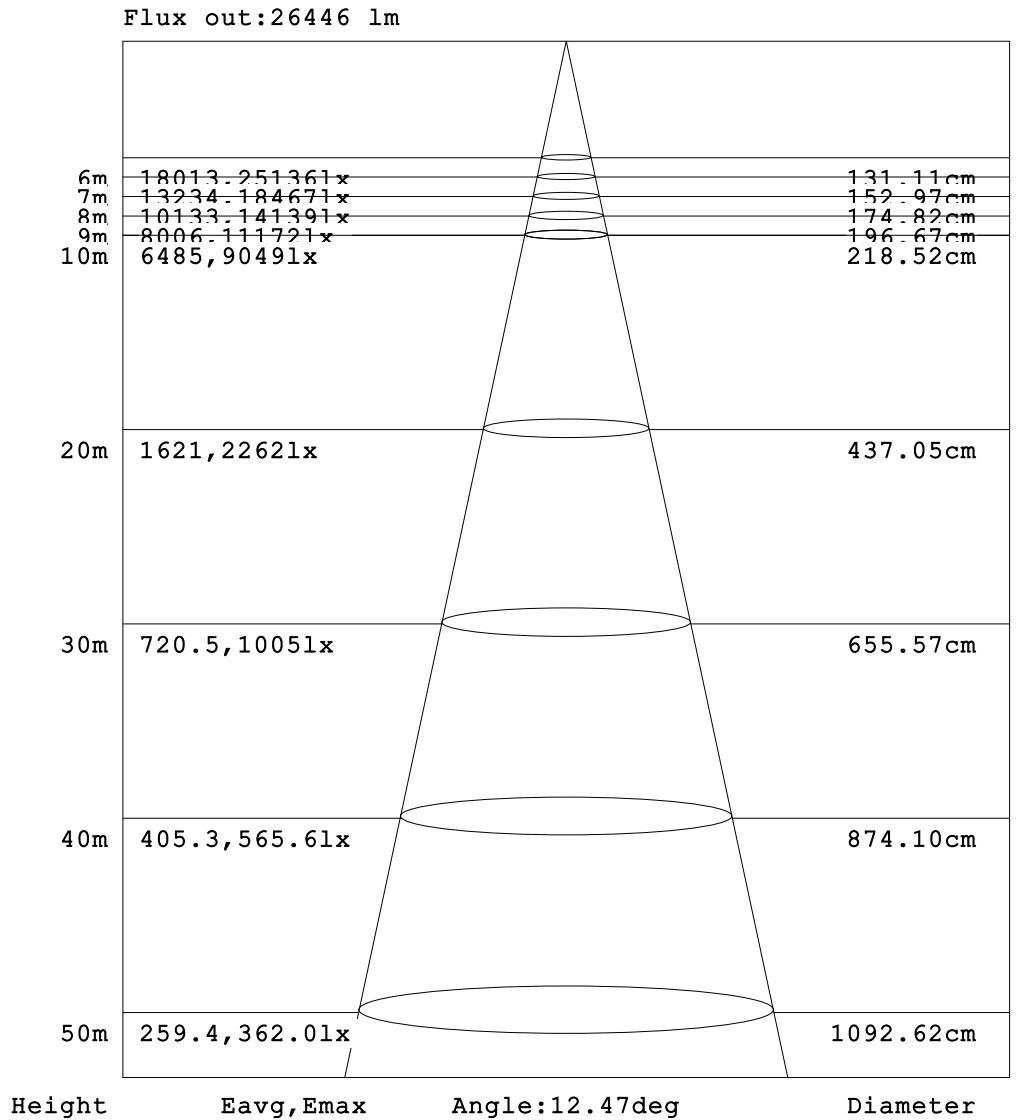 Flux out:26446 lm
6m 18013,25136lx 131.11cm
7m 13234,18467lx 152.97cm
8m 10133,14139lx 174.82cm
9m 8006,11172lx 196.67cm
10m 6485,9049lx 218.52cm
20m 1621,2262lx 437.05cm
30m 720.5,1005lx 655.57cm
40m 405.3,565.6lx 874.10cm
50m 259.4,362.0lx 1092.62cm
Height Eavg,Emax Angle:12.47deg Diameter